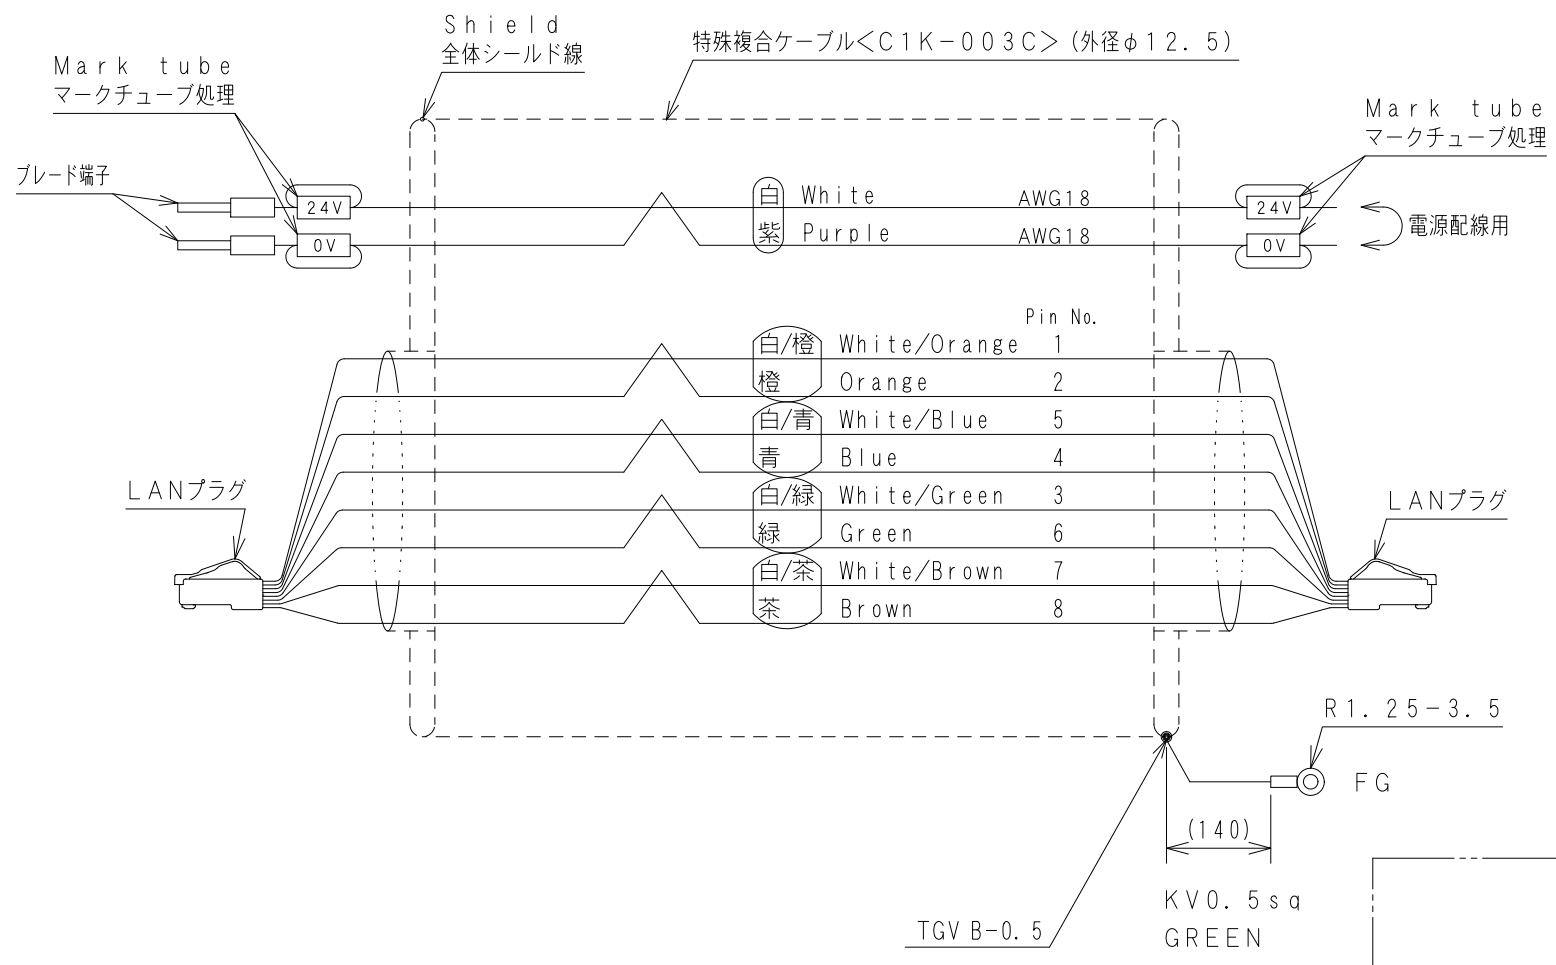 Shield
全体シールド線
特殊複合ケーブル<C1K-003C>(外径φ12.5)
Mark tube
マークチューブ処理
Mark tube
マークチューブ処理
ブレード端子
24V
白 White AWG18
24V
0V
紫 Purple AWG18
0V
電源配線用
Pin No.
白/橙 White/Orange 1
橙 Orange 2
白/青 White/Blue 5
青 Blue 4
白/緑 White/Green 3
緑 Green 6
白/茶 White/Brown 7
茶 Brown 8
LANプラグ
LANプラグ
R1.25-3.5
FG
(140)
KV0.5sq
GREEN
TGV B-0.5